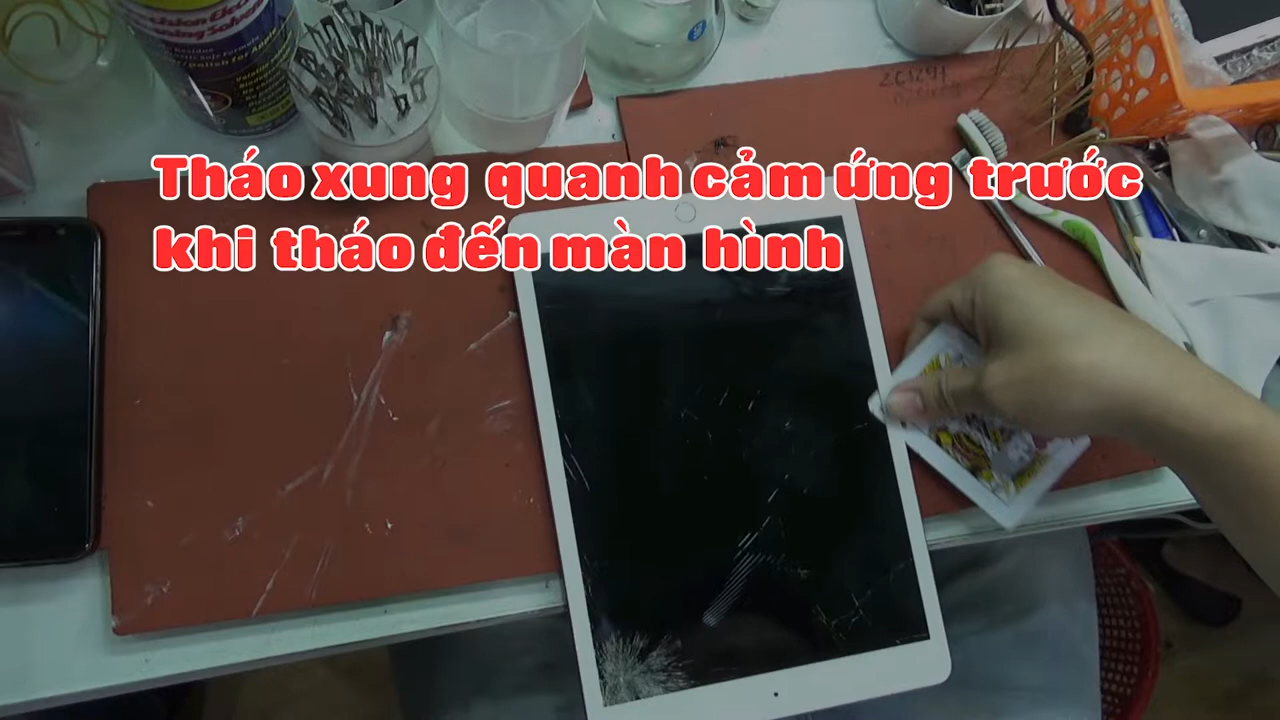 Tháo xung quanh cảm ứng trước
khi tháo đến màn hình